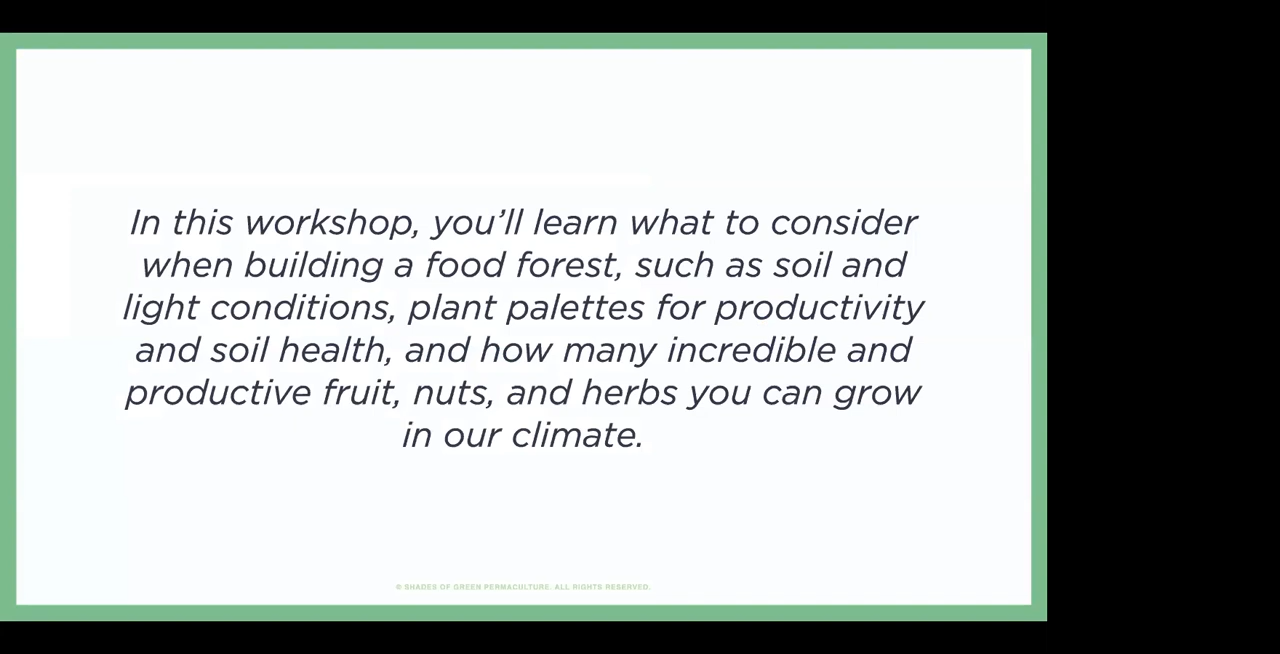 In this workshop, you’ll learn what to consider
when building a food forest, such as soil and
light conditions, plant palettes for productivity
and soil health, and how many incredible and
productive fruit, nuts, and herbs you can grow
in our climate.
© SHADES OF GREEN PERMACULTURE. ALL RIGHTS RESERVED.